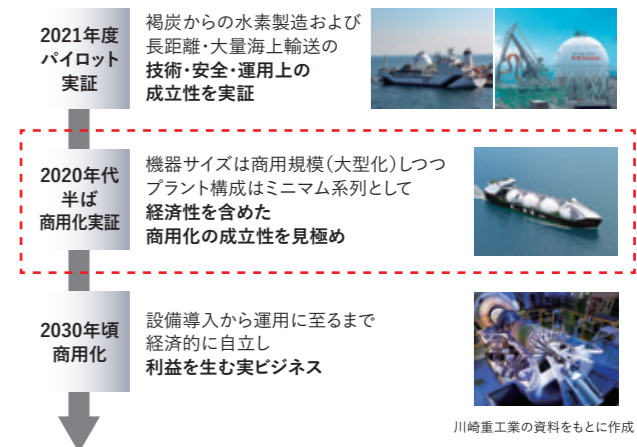 2021年度
パイロット
実証
褐炭からの水素製造および
長距離・大量海上輸送の
技術・安全・運用上の
成立性を実証
2020年代
半ば
商用化実証
機器サイズは商用規模（大型化）しつつ
プラント構成はミニマム系列として
経済性を含めた
商用化の成立性を見極め
2030年頃
商用化
設備導入から運用に至るまで
経済的に自立し
利益を生む実ビジネス
川崎重工業の資料をもとに作成